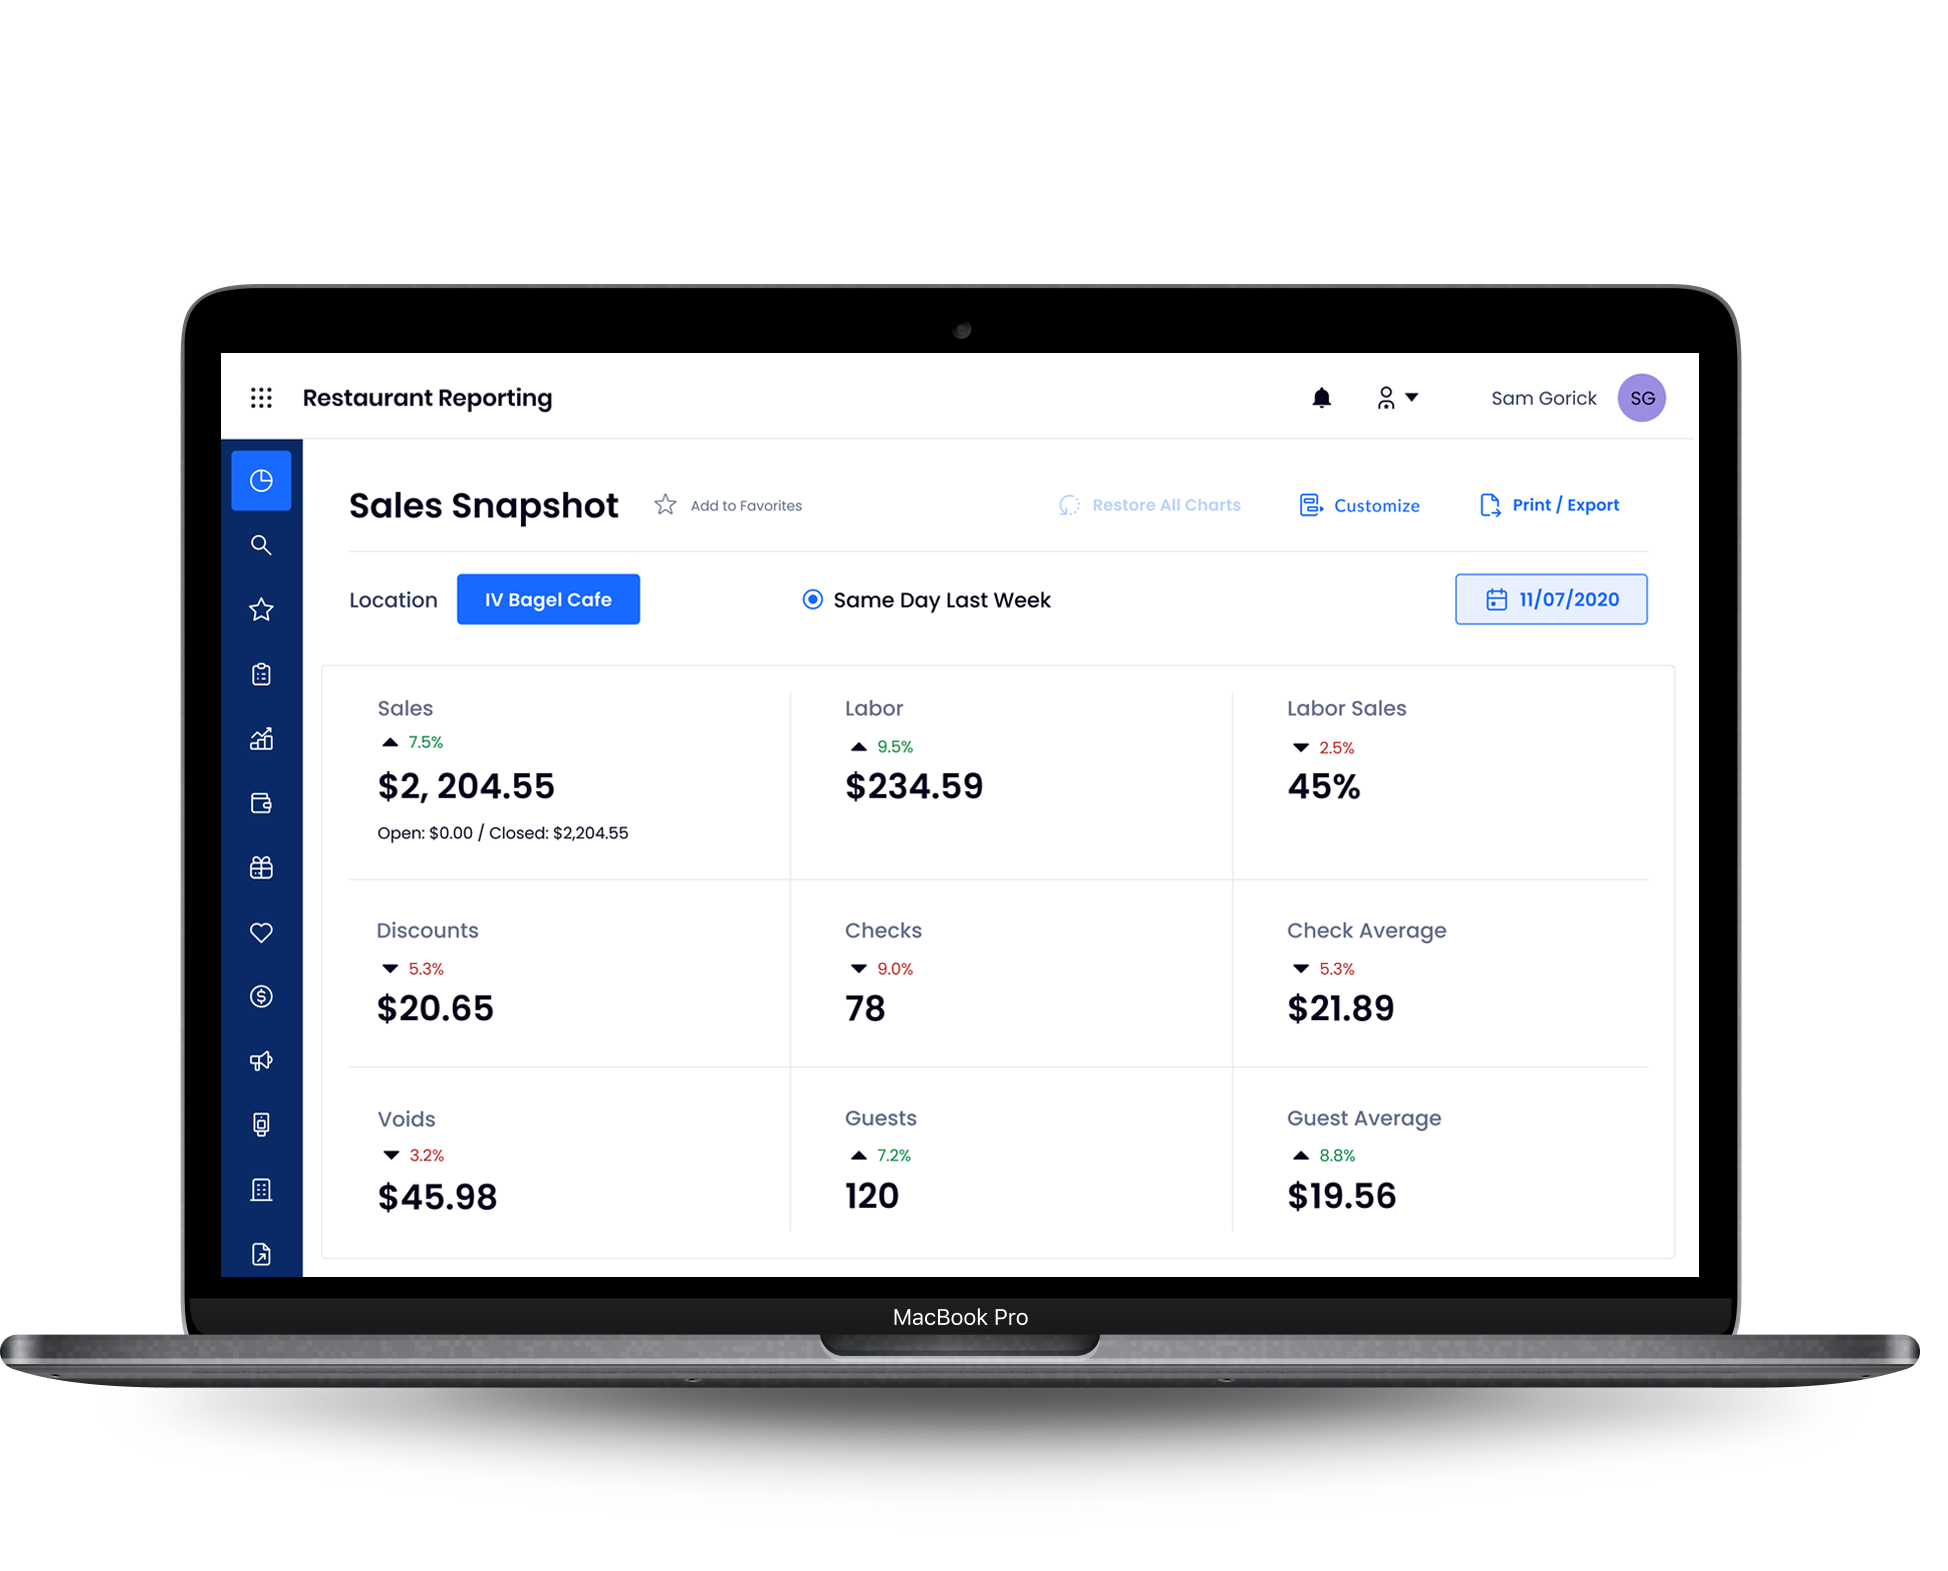 Restaurant Reporting
Sam Gorick
SG
Sales Snapshot
Add to Favorites
Restore All Charts
Customize
Print / Export
Location
IV Bagel Cafe
Same Day Last Week
11/07/2020
Sales
7.5%
$2, 204.55
Open: $0.00 / Closed: $2,204.55
Labor
9.5%
$234.59
Labor Sales
2.5%
45%
Discounts
5.3%
$20.65
Checks
9.0%
78
Check Average
5.3%
$21.89
Voids
3.2%
$45.98
Guests
7.2%
120
Guest Average
8.8%
$19.56
MacBook Pro